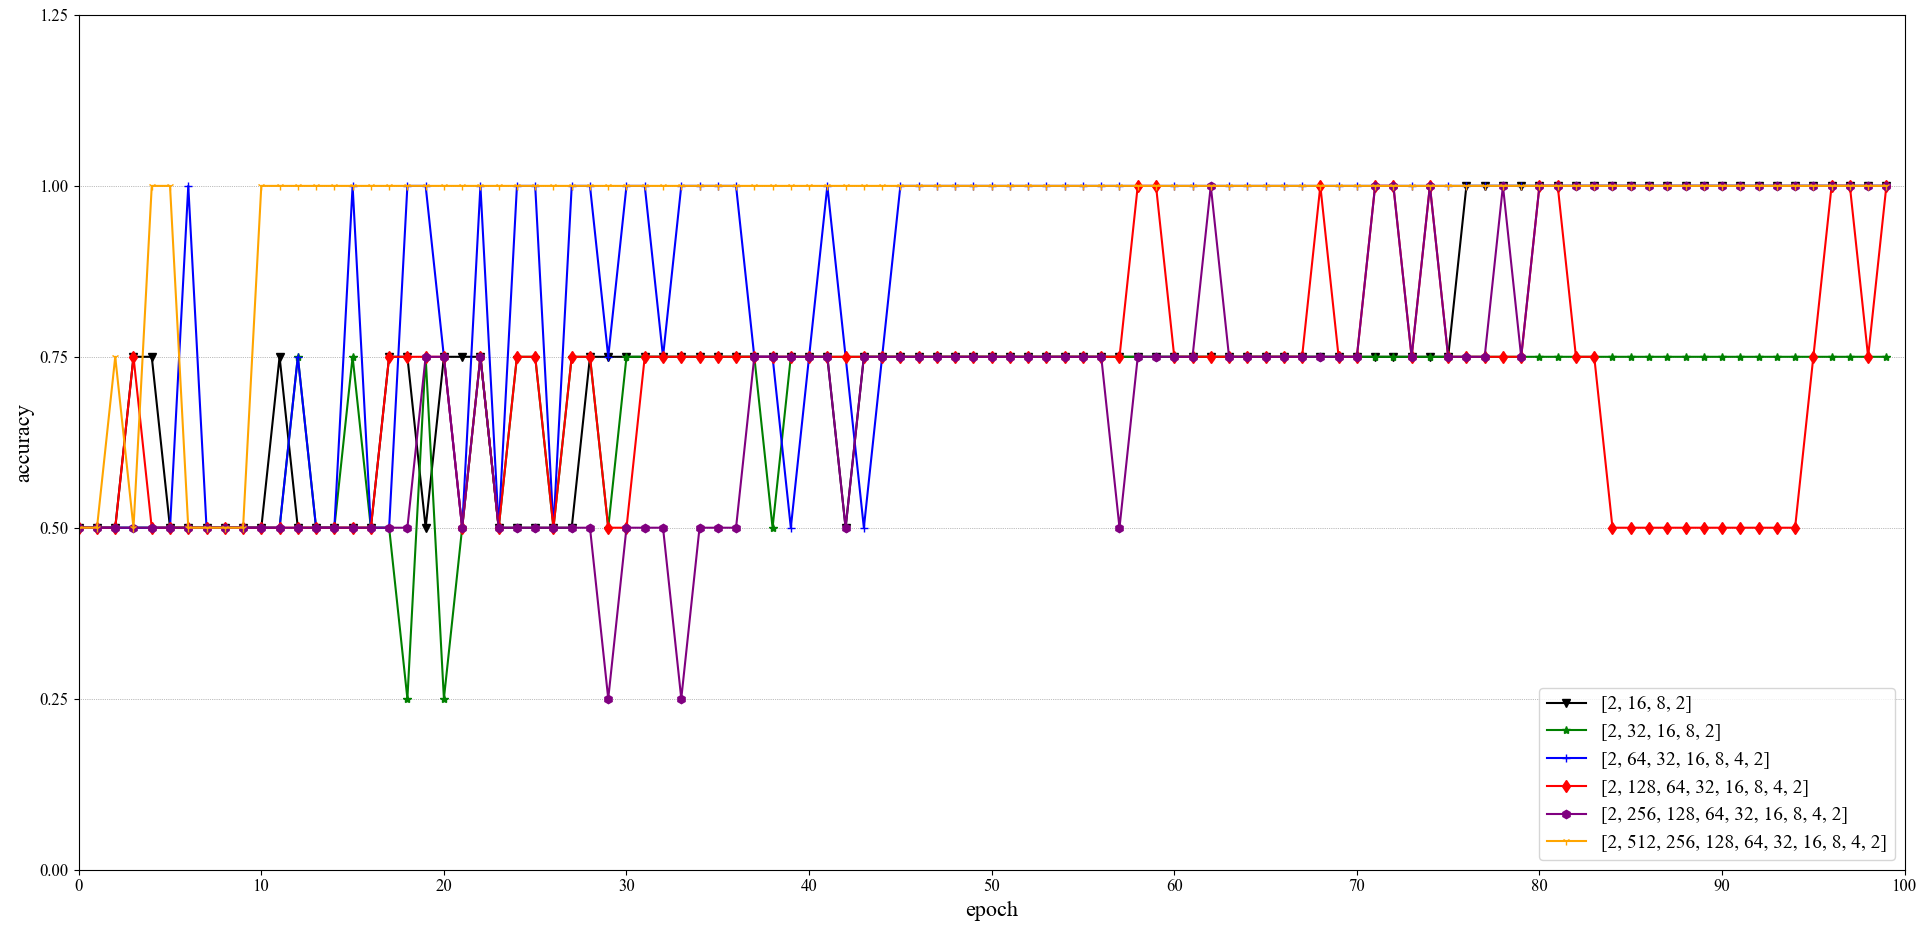 1.25
1.00
0.75
0.50
0.25
0.00
accuracy
0 10 20 30 40 50 60 70 80 90 100
epoch
[2, 16, 8, 2]
[2, 32, 16, 8, 2]
[2, 64, 32, 16, 8, 4, 2]
[2, 128, 64, 32, 16, 8, 4, 2]
[2, 256, 128, 64, 32, 16, 8, 4, 2]
[2, 512, 256, 128, 64, 32, 16, 8, 4, 2]